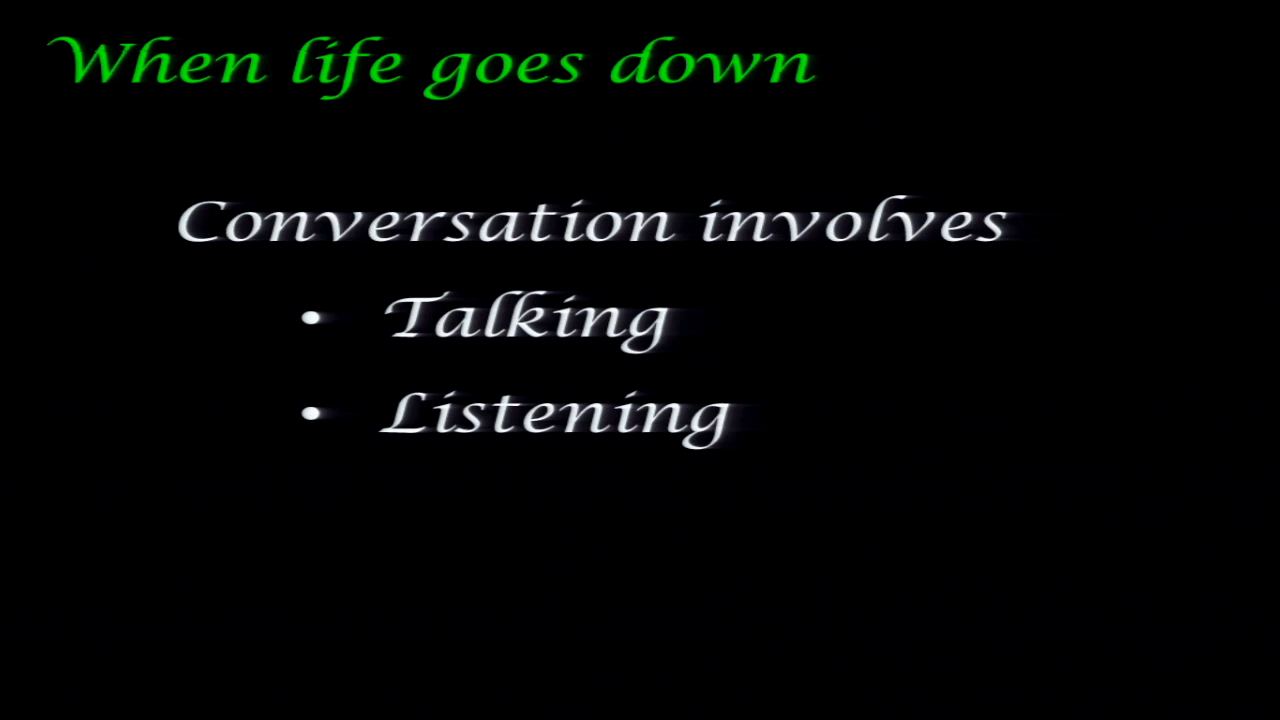 When life goes down
Conversation involves
• Talking
• Listening